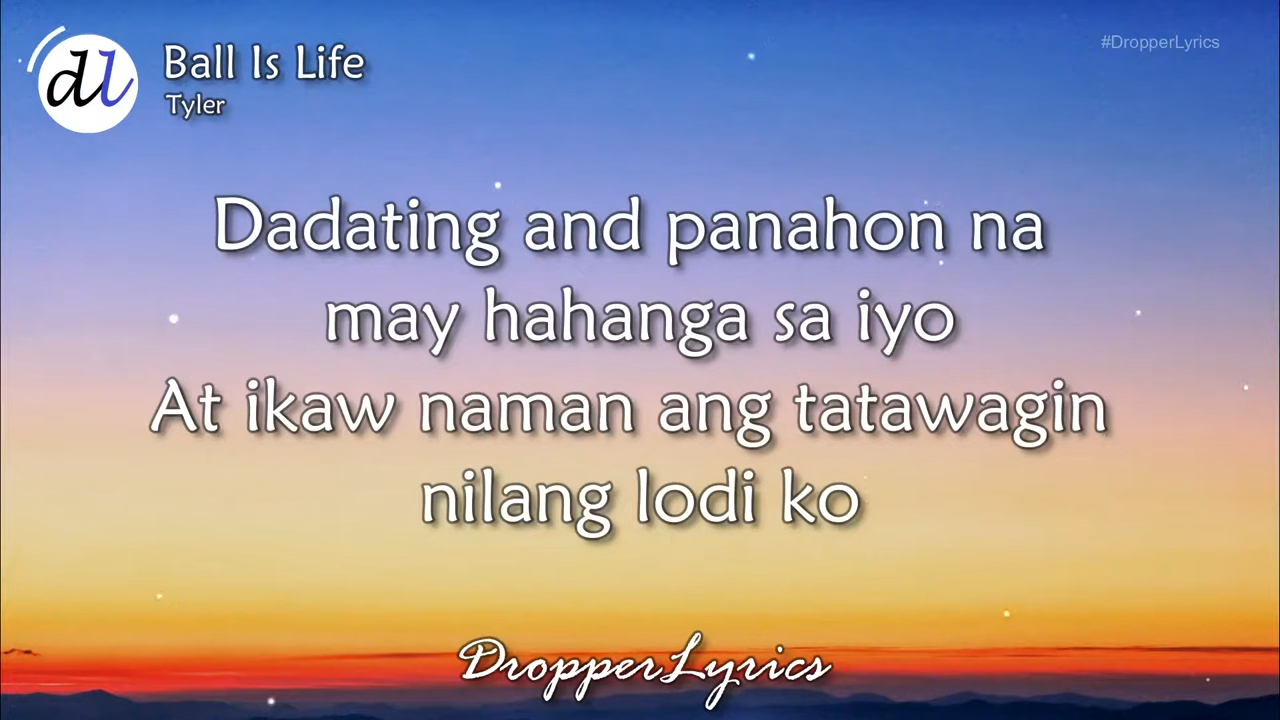 dl
Ball Is Life
Tyler
#DropperLyrics
Dadating and panahon na
may hahanga sa iyo
At ikaw naman ang tatawagin
nilang lodi ko
DropperLyrics